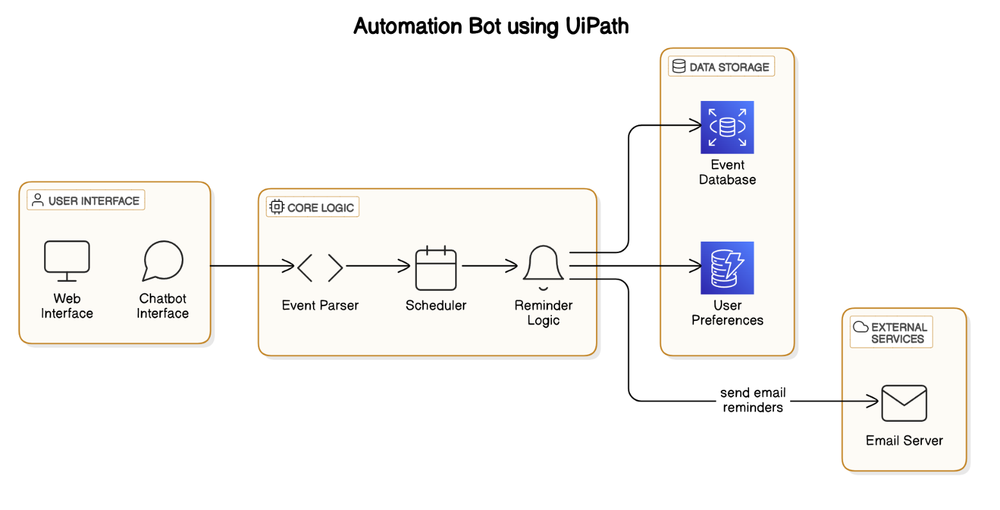 Automation Bot using UiPath
USER INTERFACE
Web
Interface
Chatbot
Interface
CORE LOGIC
Event Parser
Scheduler
Reminder
Logic
DATA STORAGE
Event
Database
User
Preferences
send email
reminders
EXTERNAL
SERVICES
Email Server